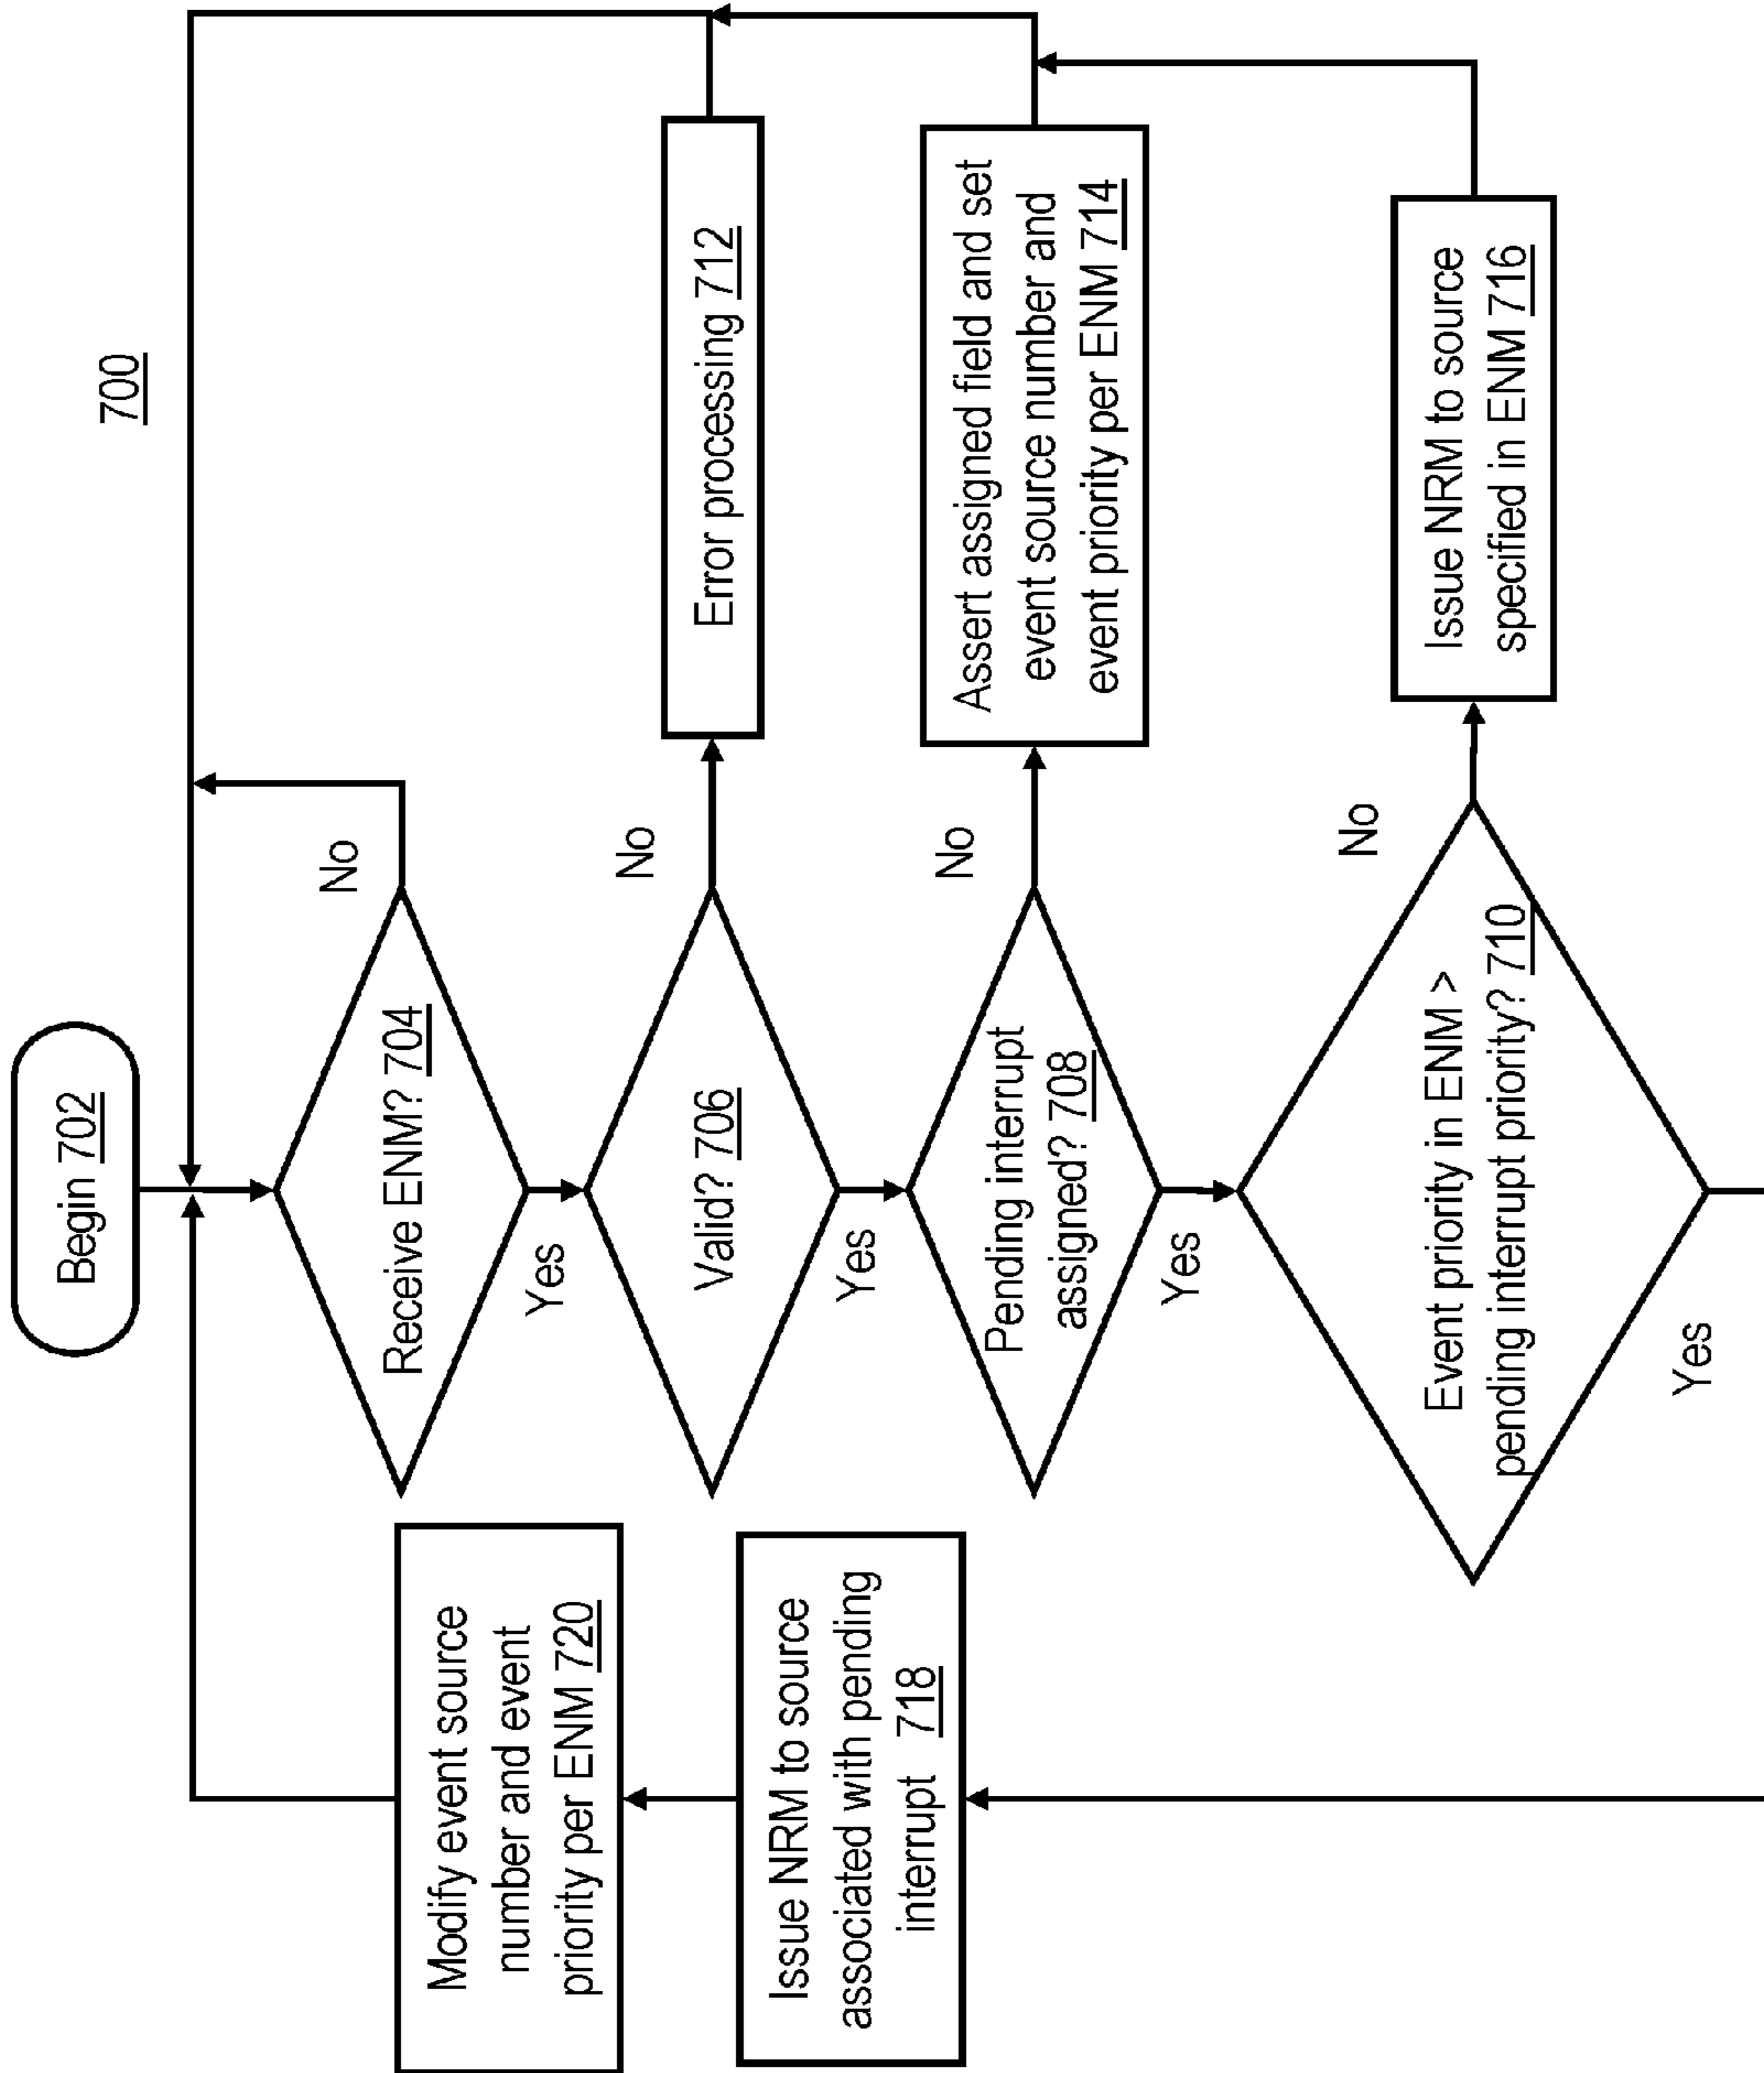 700
Begin 702
Receive ENM? 704
No
Yes
Valid? 706
No
Yes
Pending interrupt
assigned? 708
No
Yes
Event priority in ENM >
pending interrupt priority? 710
No
Yes
Error processing 712
Assert assigned field and set
event source number and
event priority per ENM 714
Issue NRM to source
specified in ENM 716
Issue NRM to source
associated with pending
interrupt 718
Modify event source
number and event
priority per ENM 720